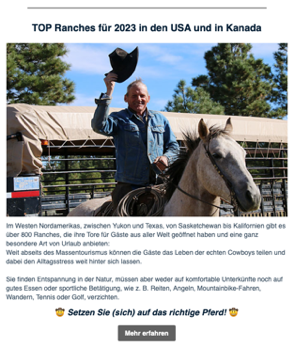 TOP Ranches für 2023 in den USA und in Kanada
Im Westen Nordamerikas, zwischen Yukon und Texas, von Sasketchewan bis Kalifornien gibt es
über 800 Ranches, die ihre Tore für Gäste aus aller Welt geöffnet haben und eine ganz
besondere Art von Urlaub anbieten:
Weit abseits des Massentourismus können die Gäste das Leben der echten Cowboys teilen und
dabei den Alltagsstress weit hinter sich lassen.
Sie finden Entspannung in der Natur, müssen aber weder auf komfortable Unterkünfte noch auf
gutes Essen oder sportliche Betätigung, wie z. B. Reiten, Angeln, Mountainbike-Fahren,
Wandern, Tennis oder Golf, verzichten.
🤠 Setzen Sie (sich) auf das richtige Pferd! 🤠
Mehr erfahren